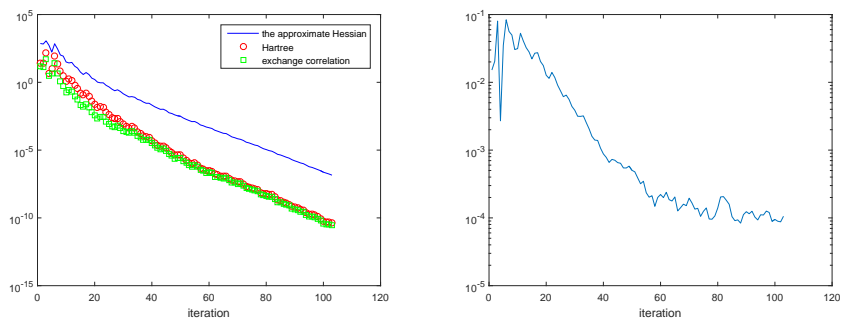 10^5
10^0
10^-5
10^-10
10^-15
0 20 40 60 80 100 120
iteration
the approximate Hessian
Hartree
exchange correlation
10^-1
10^-2
10^-3
10^-4
10^-5
0 20 40 60 80 100 120
iteration